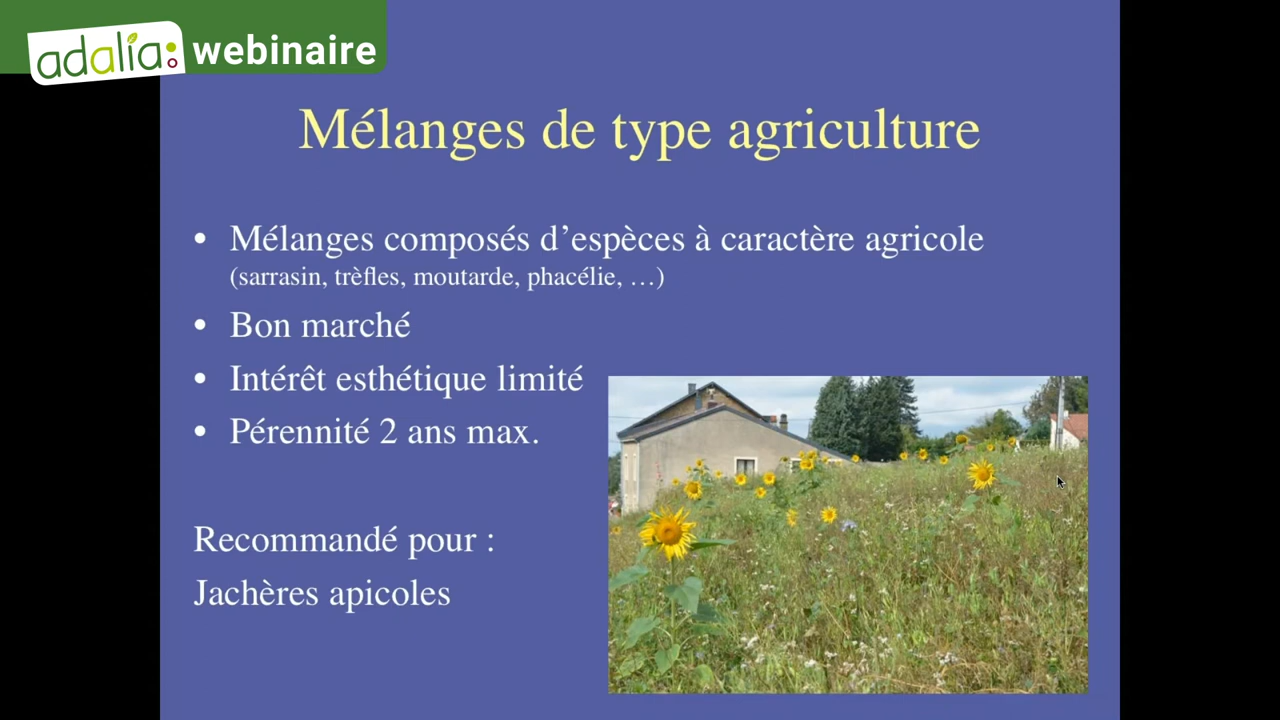 adalia: webinaire
Mélanges de type agriculture
• Mélanges composés d’espèces à caractère agricole
(sarrasin, trèfles, moutarde, phacélie, …)
• Bon marché
• Intérêt esthétique limité
• Pérennité 2 ans max.
Recommandé pour :
Jachères apicoles